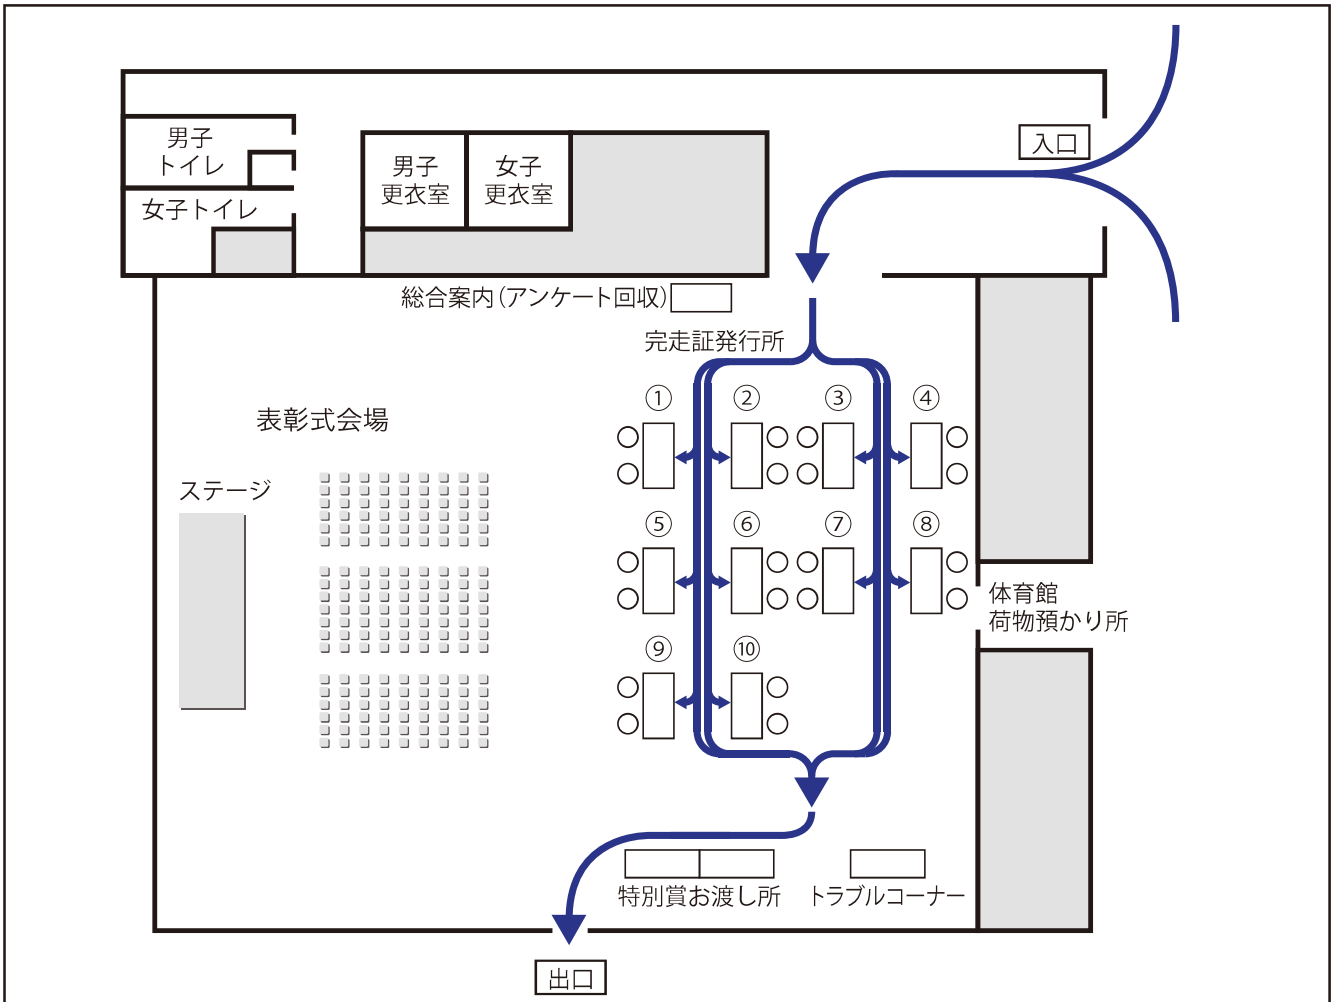 入口
男子
トイレ
女子トイレ
男子
更衣室
女子
更衣室
総合案内（アンケート回収）
完走証発行所
① ② ③ ④
表彰式会場
ステージ
⑤ ⑥ ⑦ ⑧
体育館
荷物預かり所
⑨ ⑩
特別賞お渡し所
トラブルコーナー
出口